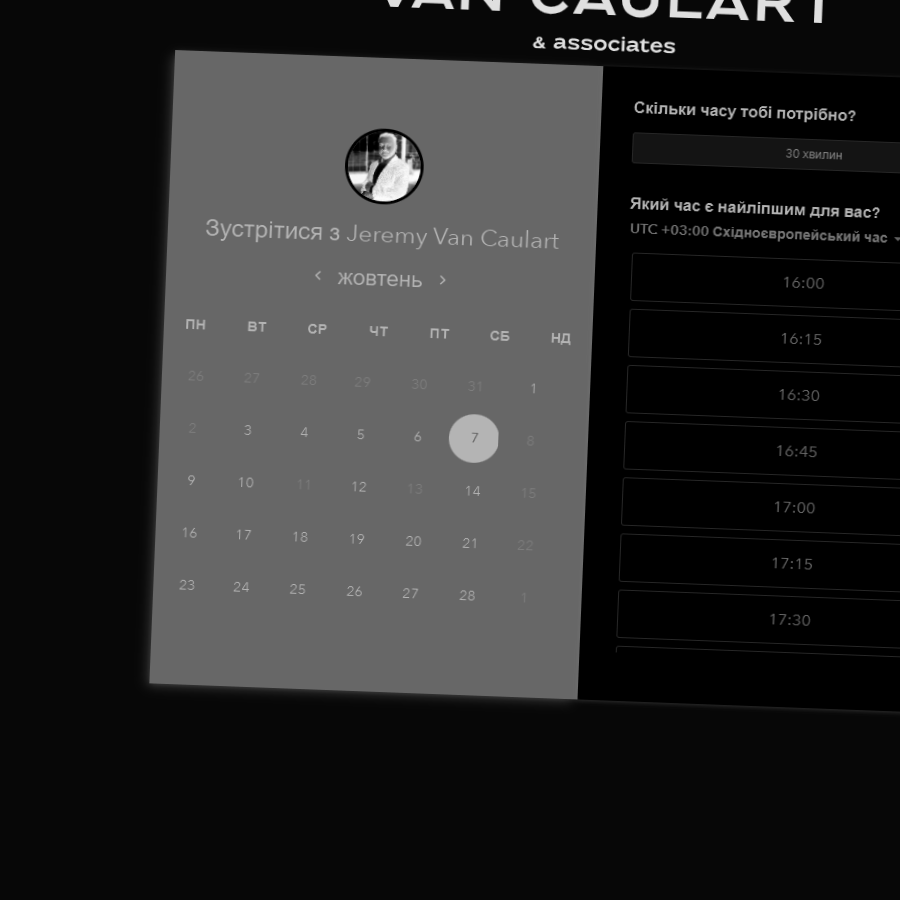 VAN CAULART
& associates
Зустрітися з Jeremy Van Caulart
‹ жовтень ›
ПН ВТ СР ЧТ ПТ СБ НД
26 27 28 29 30 31 1
2 3 4 5 6 7 8
9 10 11 12 13 14 15
16 17 18 19 20 21 22
23 24 25 26 27 28 1
Скільки часу тобі потрібно?
30 хвилин
Який час є найліпшим для вас?
UTC +03:00 Східноєвропейський час
16:00
16:15
16:30
16:45
17:00
17:15
17:30